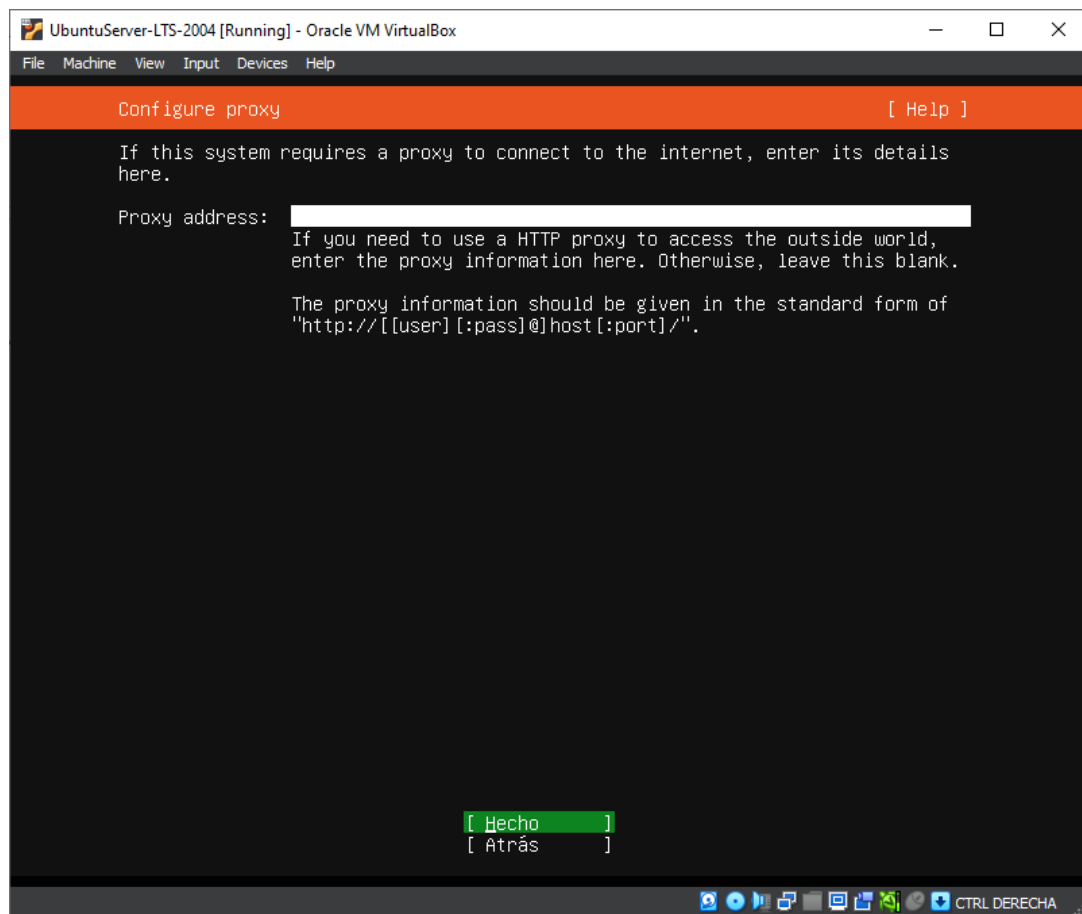 UbuntuServer-LTS-2004 [Running] - Oracle VM VirtualBox
File Machine View Input Devices Help
Configure proxy [ Help ]
If this system requires a proxy to connect to the internet, enter its details
here.
Proxy address:
If you need to use a HTTP proxy to access the outside world,
enter the proxy information here. Otherwise, leave this blank.
The proxy information should be given in the standard form of
"http://[[user][:pass]@]host[:port]/".
[ Hecho ]
[ Atrás ]
CTRL DERECHA